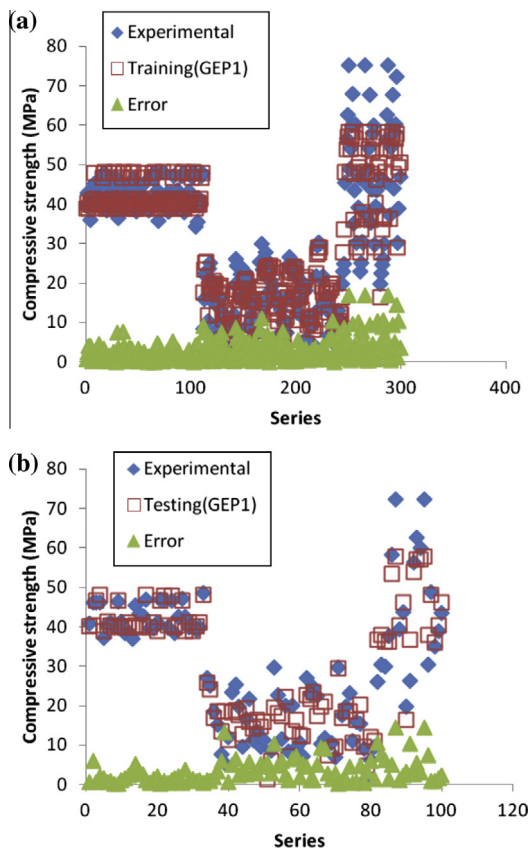 (a)
Experimental
Training(GEP1)
Error
Compressive strength (MPa)
80
70
60
50
40
30
20
10
0
0 100 200 300 400
Series
(b)
Experimental
Testing(GEP1)
Error
Compressive strength (MPa)
80
70
60
50
40
30
20
10
0
0 20 40 60 80 100 120
Series